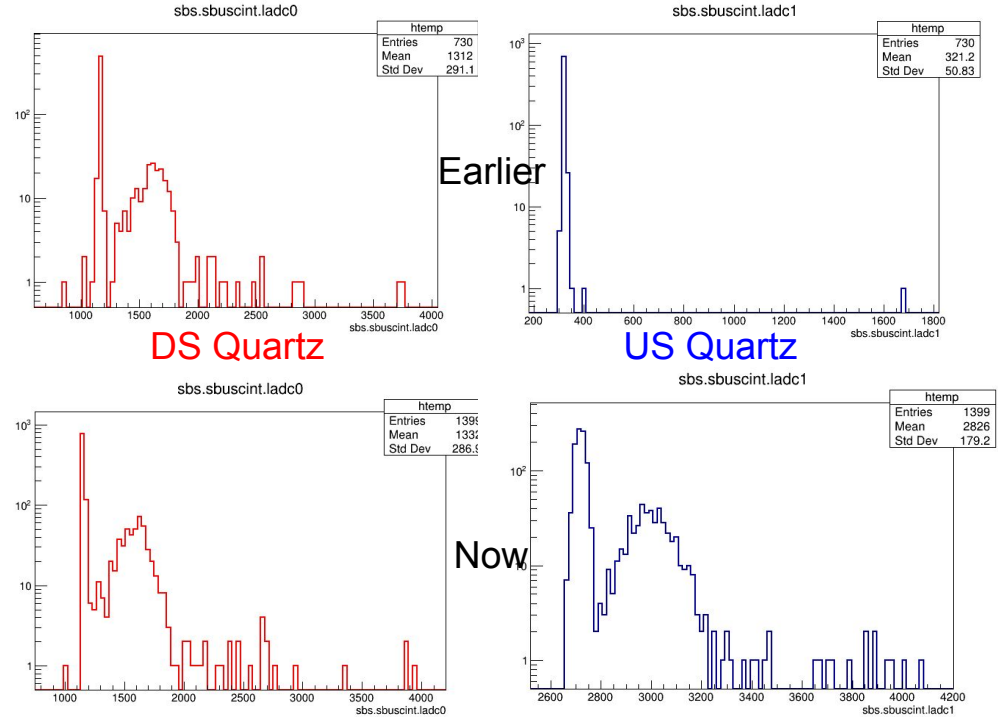 sbs.sbuscint.ladc0
htemp
Entries 730
Mean 1312
Std Dev 291.1
10²
10
1
1000 1500 2000 2500 3000 3500 4000
sbs.sbuscint.ladc0
sbs.sbuscint.ladc1
htemp
Entries 730
Mean 321.2
Std Dev 50.83
10³
10²
10
1
200 400 600 800 1000 1200 1400 1600 1800
sbs.sbuscint.ladc1
Earlier
DS Quartz
US Quartz
sbs.sbuscint.ladc0
htemp
Entries 1399
Mean 1332
Std Dev 286.9
10³
10²
10
1
1000 1500 2000 2500 3000 3500 4000
sbs.sbuscint.ladc0
sbs.sbuscint.ladc1
htemp
Entries 1399
Mean 2826
Std Dev 179.2
10²
10
1
2600 2800 3000 3200 3400 3600 3800 4000 4200
sbs.sbuscint.ladc1
Now